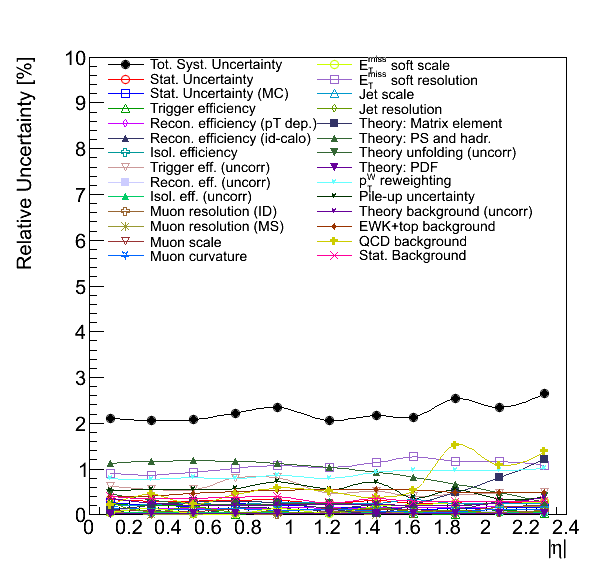 Relative Uncertainty [%]
10
9
8
7
6
5
4
3
2
1
0
Tot. Syst. Uncertainty
Stat. Uncertainty
Stat. Uncertainty (MC)
Trigger efficiency
Recon. efficiency (pT dep.)
Recon. efficiency (id-calo)
Isol. efficiency
Trigger eff. (uncorr)
Recon. eff. (uncorr)
Isol. eff. (uncorr)
Muon resolution (ID)
Muon resolution (MS)
Muon scale
Muon curvature
E_T^miss soft scale
E_T^miss soft resolution
Jet scale
Jet resolution
Theory: Matrix element
Theory: PS and hadr.
Theory unfolding (uncorr)
Theory: PDF
p_T^W reweighting
Pile-up uncertainty
Theory background (uncorr)
EWK+top background
QCD background
Stat. Background
0 0.2 0.4 0.6 0.8 1 1.2 1.4 1.6 1.8 2 2.2 2.4
|η|